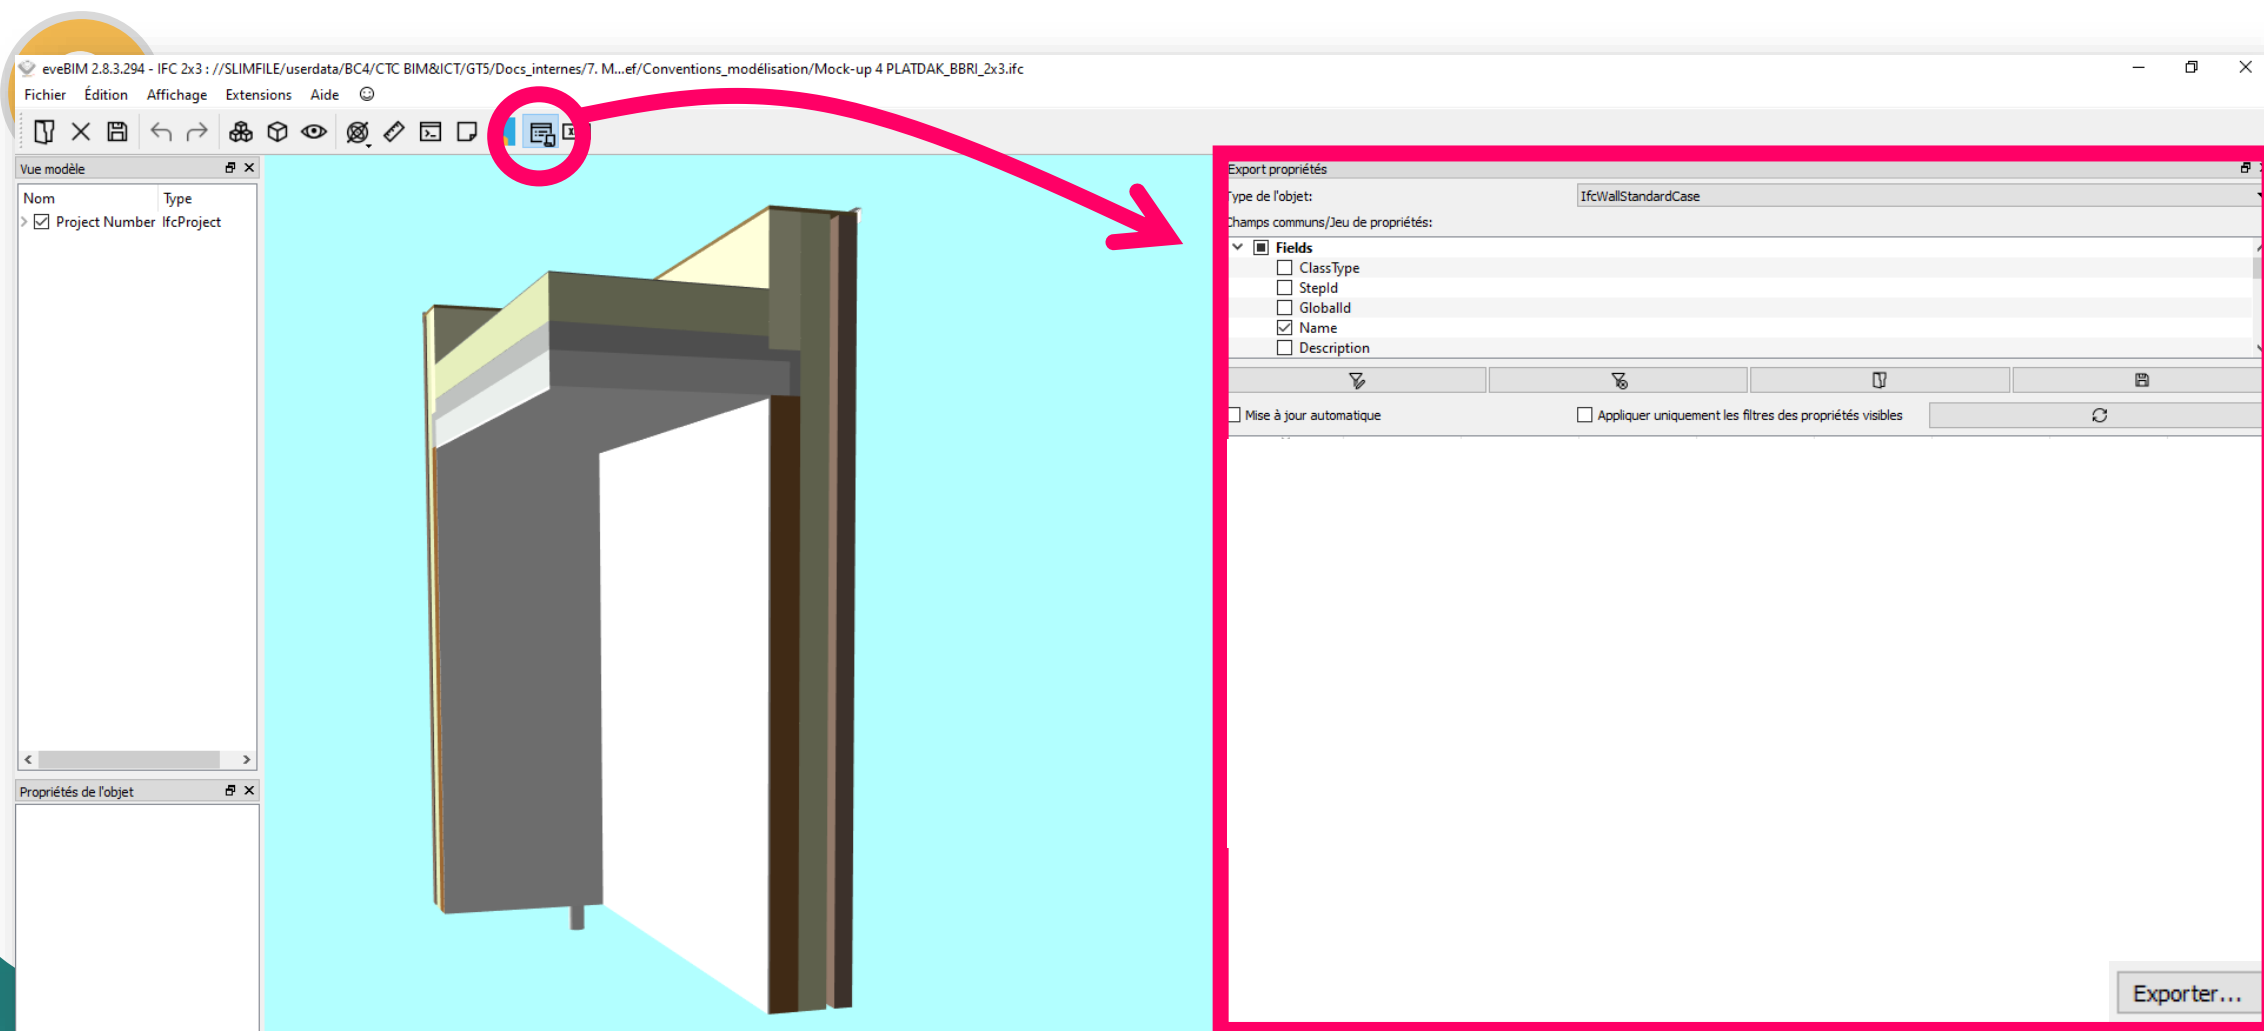 eveBIM 2.8.3.294 - IFC 2x3 : //SLIMFILE/userdata/BC4/CTC BIM&ICT/GT5/Docs_internes/7. M...ef/Conventions_modélisation/Mock-up 4 PLATDAK_BBRI_2x3.ifc
Fichier Édition Affichage Extensions Aide
Vue modèle
Nom Type
Project Number IfcProject
Propriétés de l'objet
Export propriétés
Type de l'objet: IfcWallStandardCase
Champs communs/Jeu de propriétés:
Fields
ClassType
StepId
GlobalId
Name
Description
Mise à jour automatique Appliquer uniquement les filtres des propriétés visibles
Exporter...